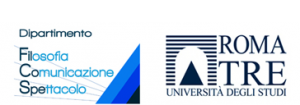 Dipartimento
Filosofia
Comunicazione
Spettacolo
ROMA
TRE
UNIVERSITÀ DEGLI STUDI